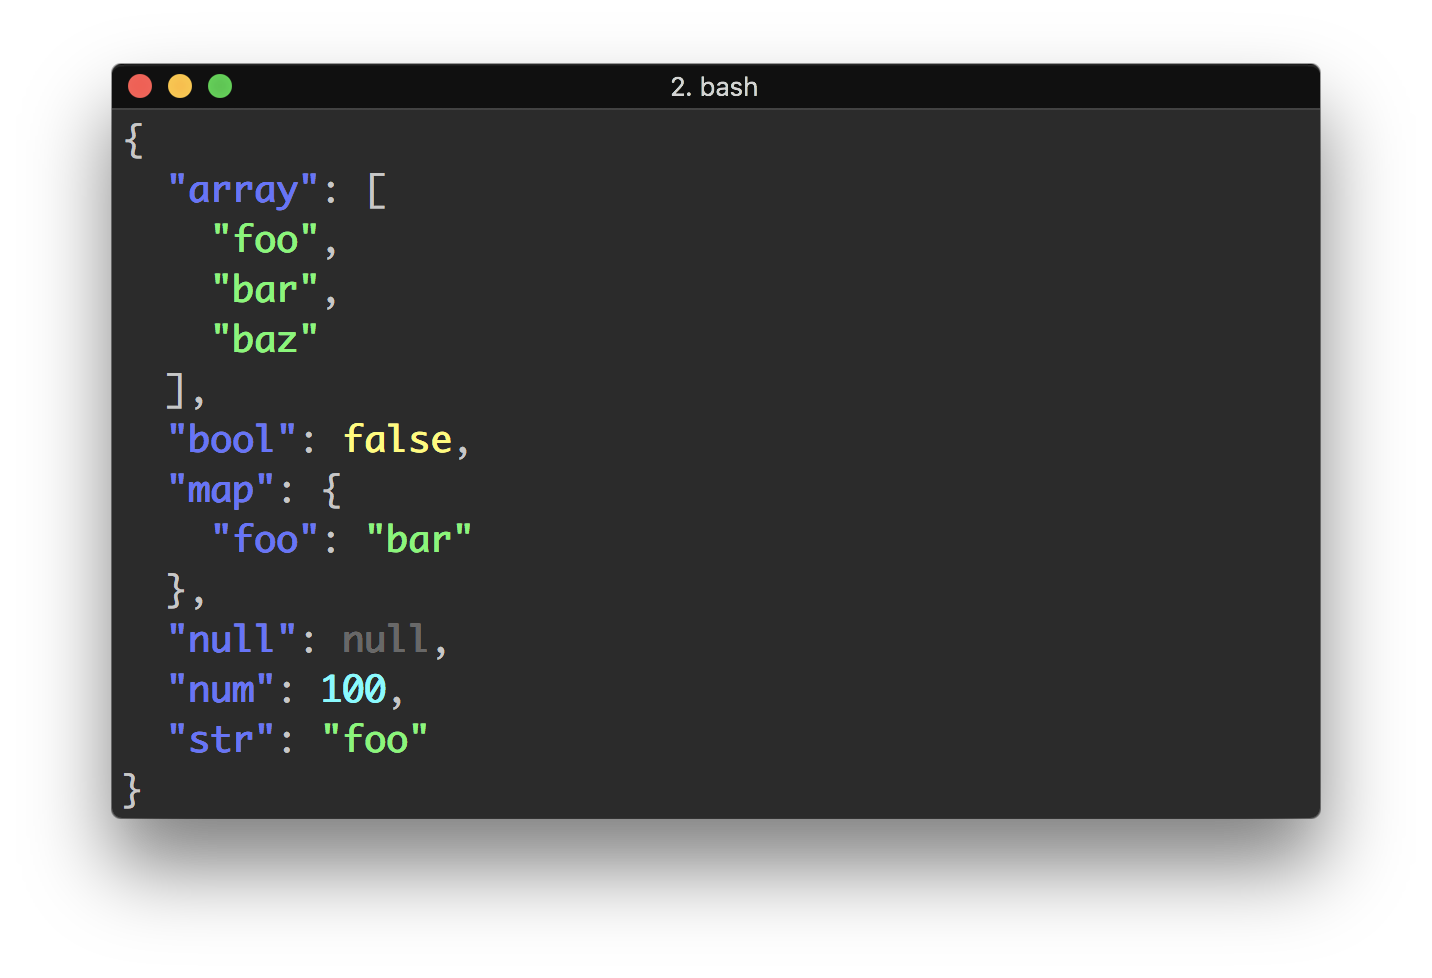 2. bash
{
  "array": [
    "foo",
    "bar",
    "baz"
  ],
  "bool": false,
  "map": {
    "foo": "bar"
  },
  "null": null,
  "num": 100,
  "str": "foo"
}